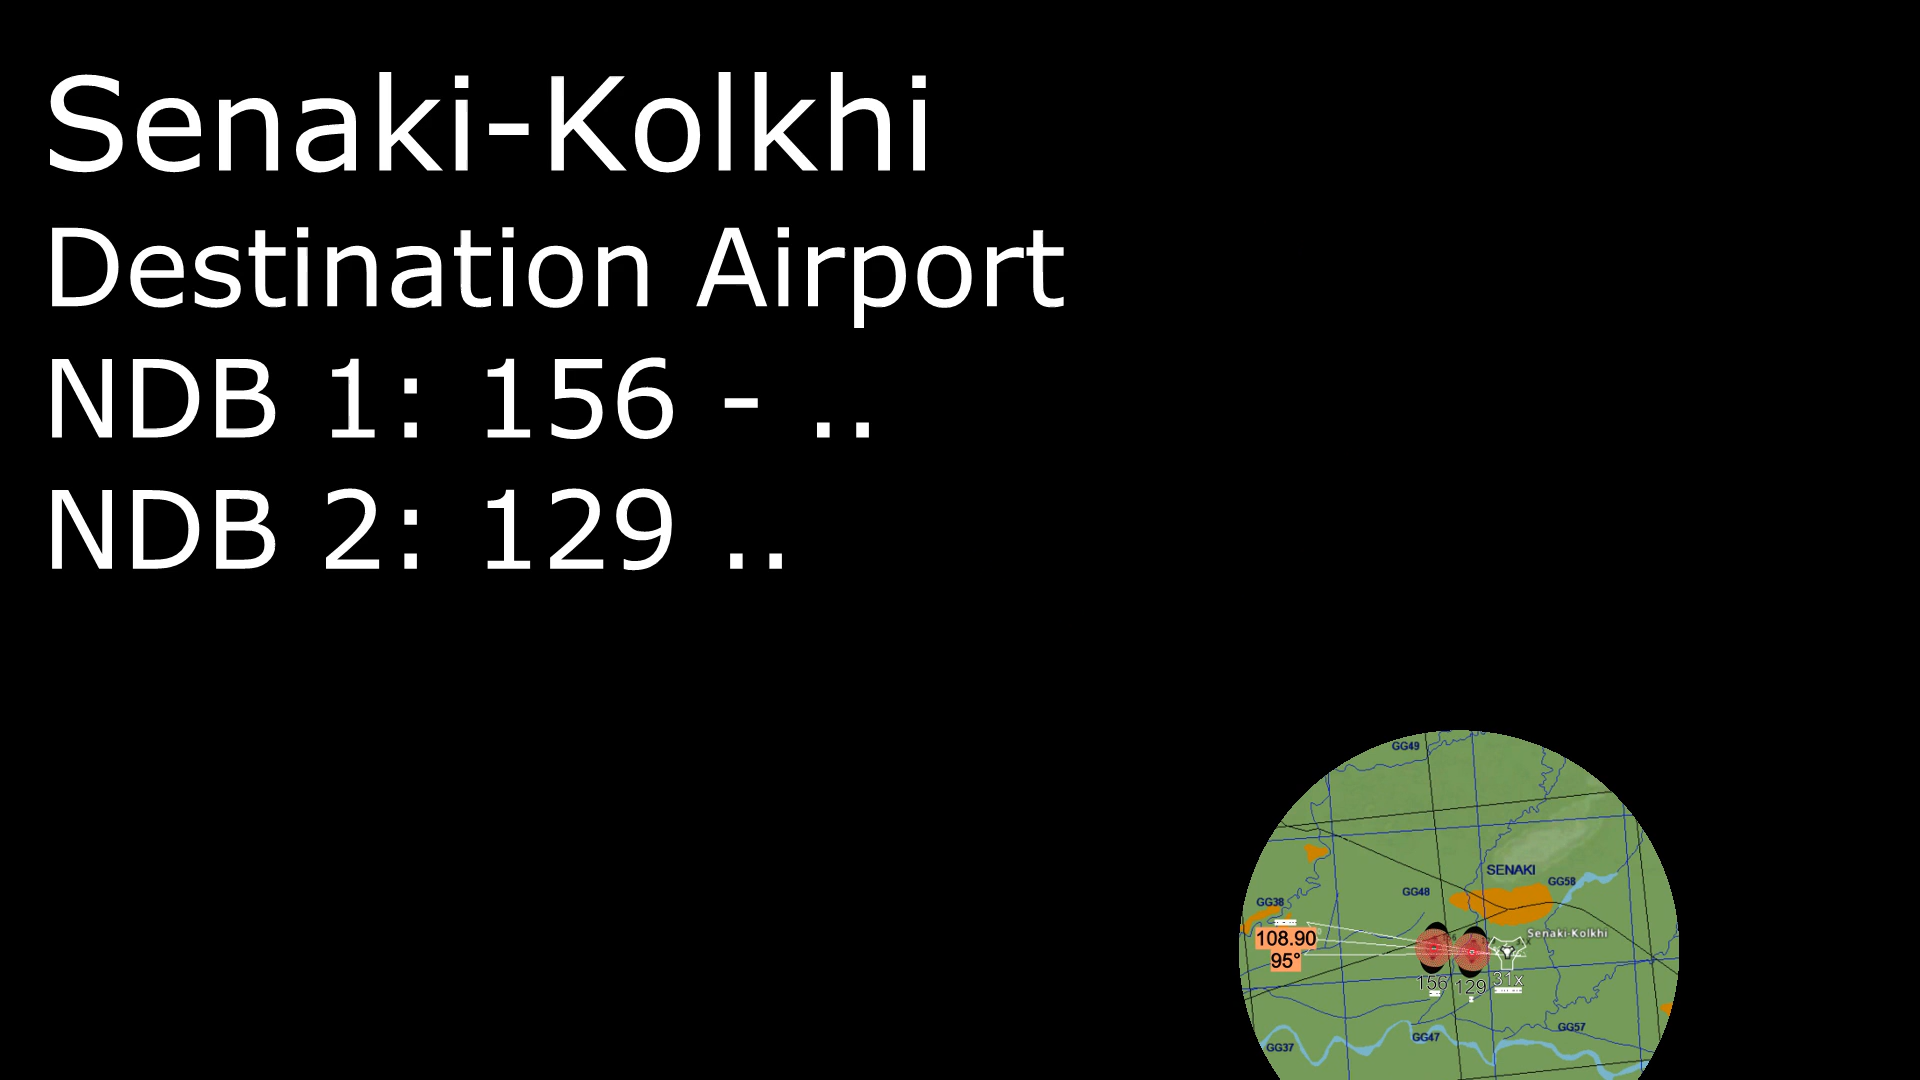 Senaki-Kolkhi
Destination Airport
NDB 1: 156 - ..
NDB 2: 129 ..
GG49
SENAKI
GG48
GG58
GG38
Senaki-Kolkhi
108.90
95°
156
129
31x
GG57
GG47
GG37